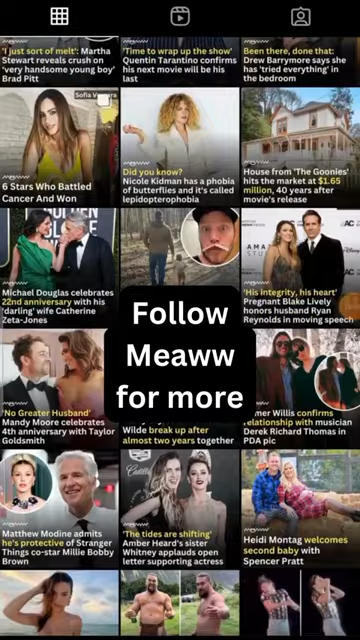 'I just sort of melt': Martha
Stewart reveals crush on
'very handsome young boy'
Brad Pitt
'Time to wrap up the show'
Quentin Tarantino confirms
his next movie will be his
last
Been there, done that:
Drew Barrymore says she
has 'tried everything' in
the bedroom
Sofia Vergara
6 Stars Who Battled
Cancer And Won
Did you know?
Nicole Kidman has a phobia
of butterflies and it's called
lepidopterophobia
House from 'The Goonies'
hits the market at $1.65
million, 40 years after
movie's release
GOLDEN
Michael Douglas celebrates
22nd anniversary with his
'darling' wife Catherine
Zeta-Jones
'His integrity, his heart'
Pregnant Blake Lively
honors husband Ryan
Reynolds in moving speech
Follow
Meaww
for more
'No Greater Husband'
Mandy Moore celebrates
4th anniversary with Taylor
Goldsmith
Wilde break up after
almost two years together
mer Willis confirms
relationship with musician
Derek Richard Thomas in
PDA pic
Matthew Modine admits
he's protective of Stranger
Things co-star Millie Bobby
Brown
Cadillac
'The tides are shifting'
Amber Heard's sister
Whitney applauds open
letter supporting actress
Heidi Montag welcomes
second baby with
Spencer Pratt